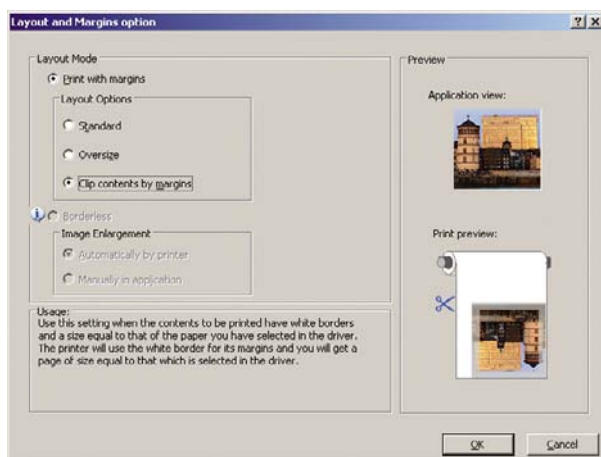 Layout and Margins option
Layout Mode
Print with margins
Layout Options
Standard
Oversize
Clip contents by margins
Borderless
Image Enlargement
Automatically by printer
Manually in application
Usage:
Use this setting when the contents to be printed have white borders
and a size equal to that of the paper you have selected in the driver.
The printer will use the white border for its margins and you will get a
page of size equal to that which is selected in the driver.
Preview
Application view:
Print preview:
OK
Cancel